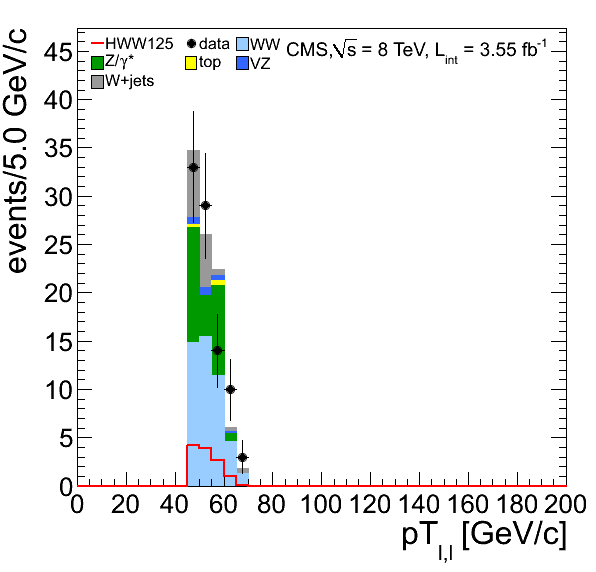 HWW125 data WW
Z/γ* top VZ
W+jets
CMS,√s = 8 TeV, L_int = 3.55 fb⁻¹
events/5.0 GeV/c
45
40
35
30
25
20
15
10
5
0
0 20 40 60 80 100 120 140 160 180 200
pT_l,l [GeV/c]